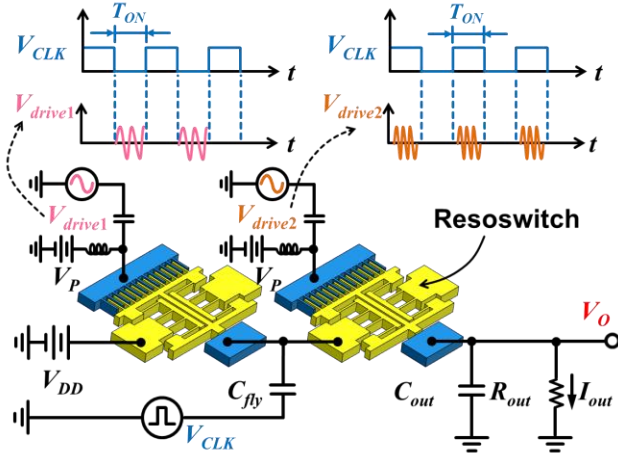 T_ON T_ON
V_CLK t V_CLK t
V_drive1 t V_drive2 t
V_drive1 V_drive2 Resoswitch
V_P V_P
V_O
V_DD C_fly C_out R_out I_out
V_CLK